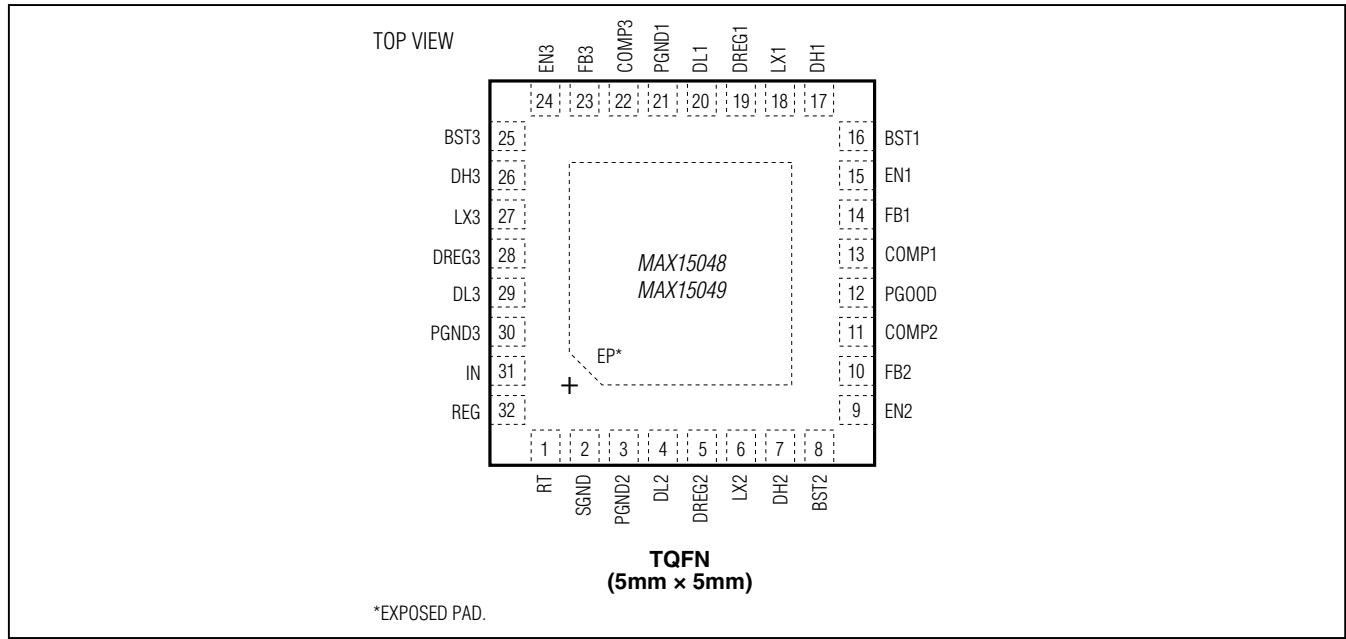 TOP VIEW
EN3 FB3 COMP3 PGND1 DL1 DREG1 LX1 DH1
24 23 22 21 20 19 18 17
BST3 25 16 BST1
DH3 26 15 EN1
LX3 27 14 FB1
DREG3 28 13 COMP1
MAX15048
MAX15049
DL3 29 12 PGOOD
PGND3 30 11 COMP2
EP*
IN 31 10 FB2
+
REG 32 9 EN2
1 2 3 4 5 6 7 8
RT SGND PGND2 DL2 DREG2 LX2 DH2 BST2
TQFN
(5mm × 5mm)
*EXPOSED PAD.